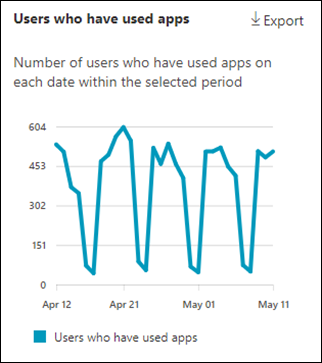 Users who have used apps
Export
Number of users who have used apps on
each date within the selected period
604
453
302
151
0
Apr 12
Apr 21
May 01
May 11
Users who have used apps